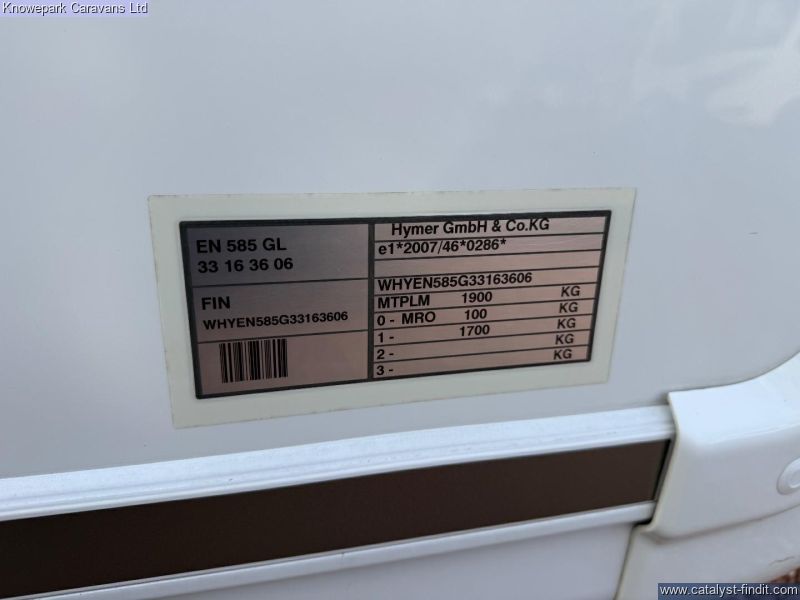 Knowepark Caravans Ltd
EN 585 GL
33 16 36 06
FIN
WHYEN585G33163606
Hymer GmbH & Co.KG
e1*2007/46*0286*
WHYEN585G33163606
MTPLM 1900 KG
0 - MRO 100 KG
1 - 1700 KG
2 - KG
3 -
www.catalyst-findit.com